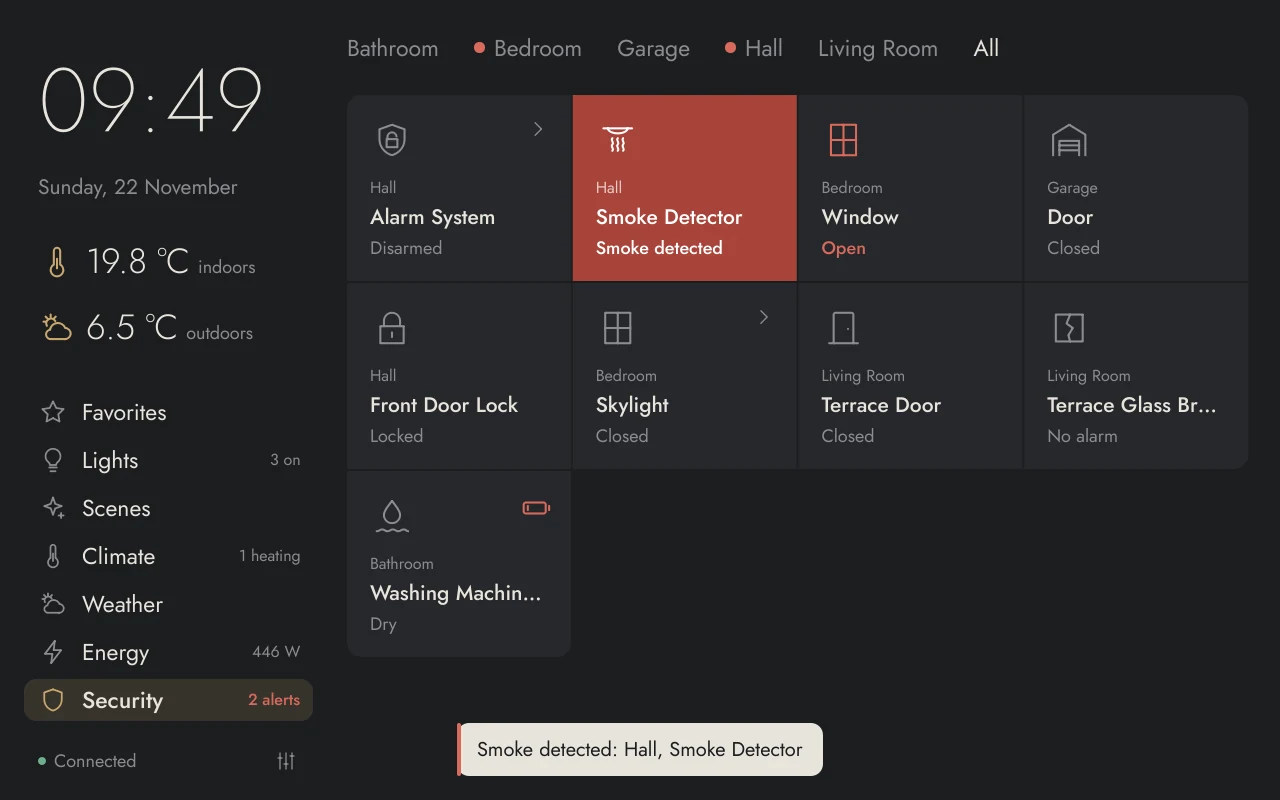 09:49
Sunday, 22 November
19.8 °C indoors
6.5 °C outdoors
Favorites
Lights 3 on
Scenes
Climate 1 heating
Weather
Energy 446 W
Security 2 alerts
Connected
Bathroom Bedroom Garage Hall Living Room All
Hall
Alarm System
Disarmed
Hall
Smoke Detector
Smoke detected
Bedroom
Window
Open
Garage
Door
Closed
Hall
Front Door Lock
Locked
Bedroom
Skylight
Closed
Living Room
Terrace Door
Closed
Living Room
Terrace Glass Br...
No alarm
Bathroom
Washing Machin...
Dry
Smoke detected: Hall, Smoke Detector